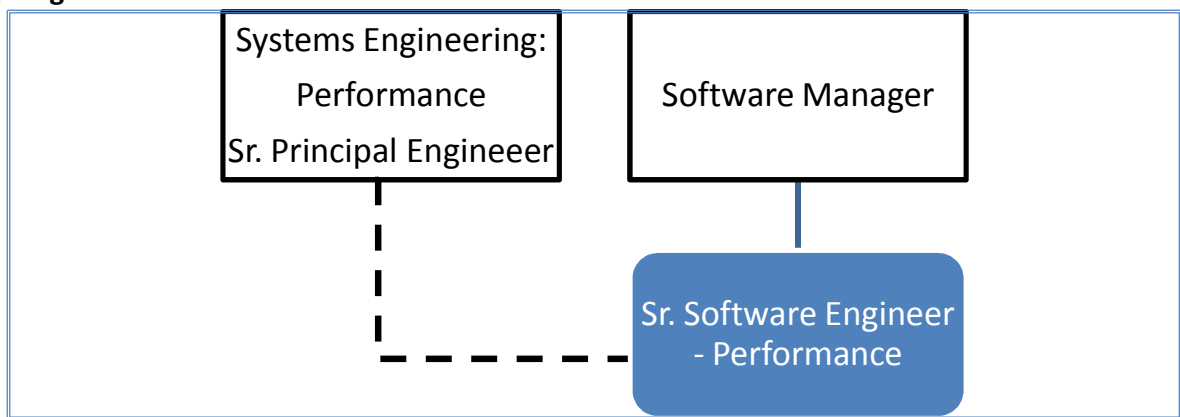 Systems Engineering:
Performance
Sr. Principal Engineeer
Software Manager
Sr. Software Engineer
- Performance